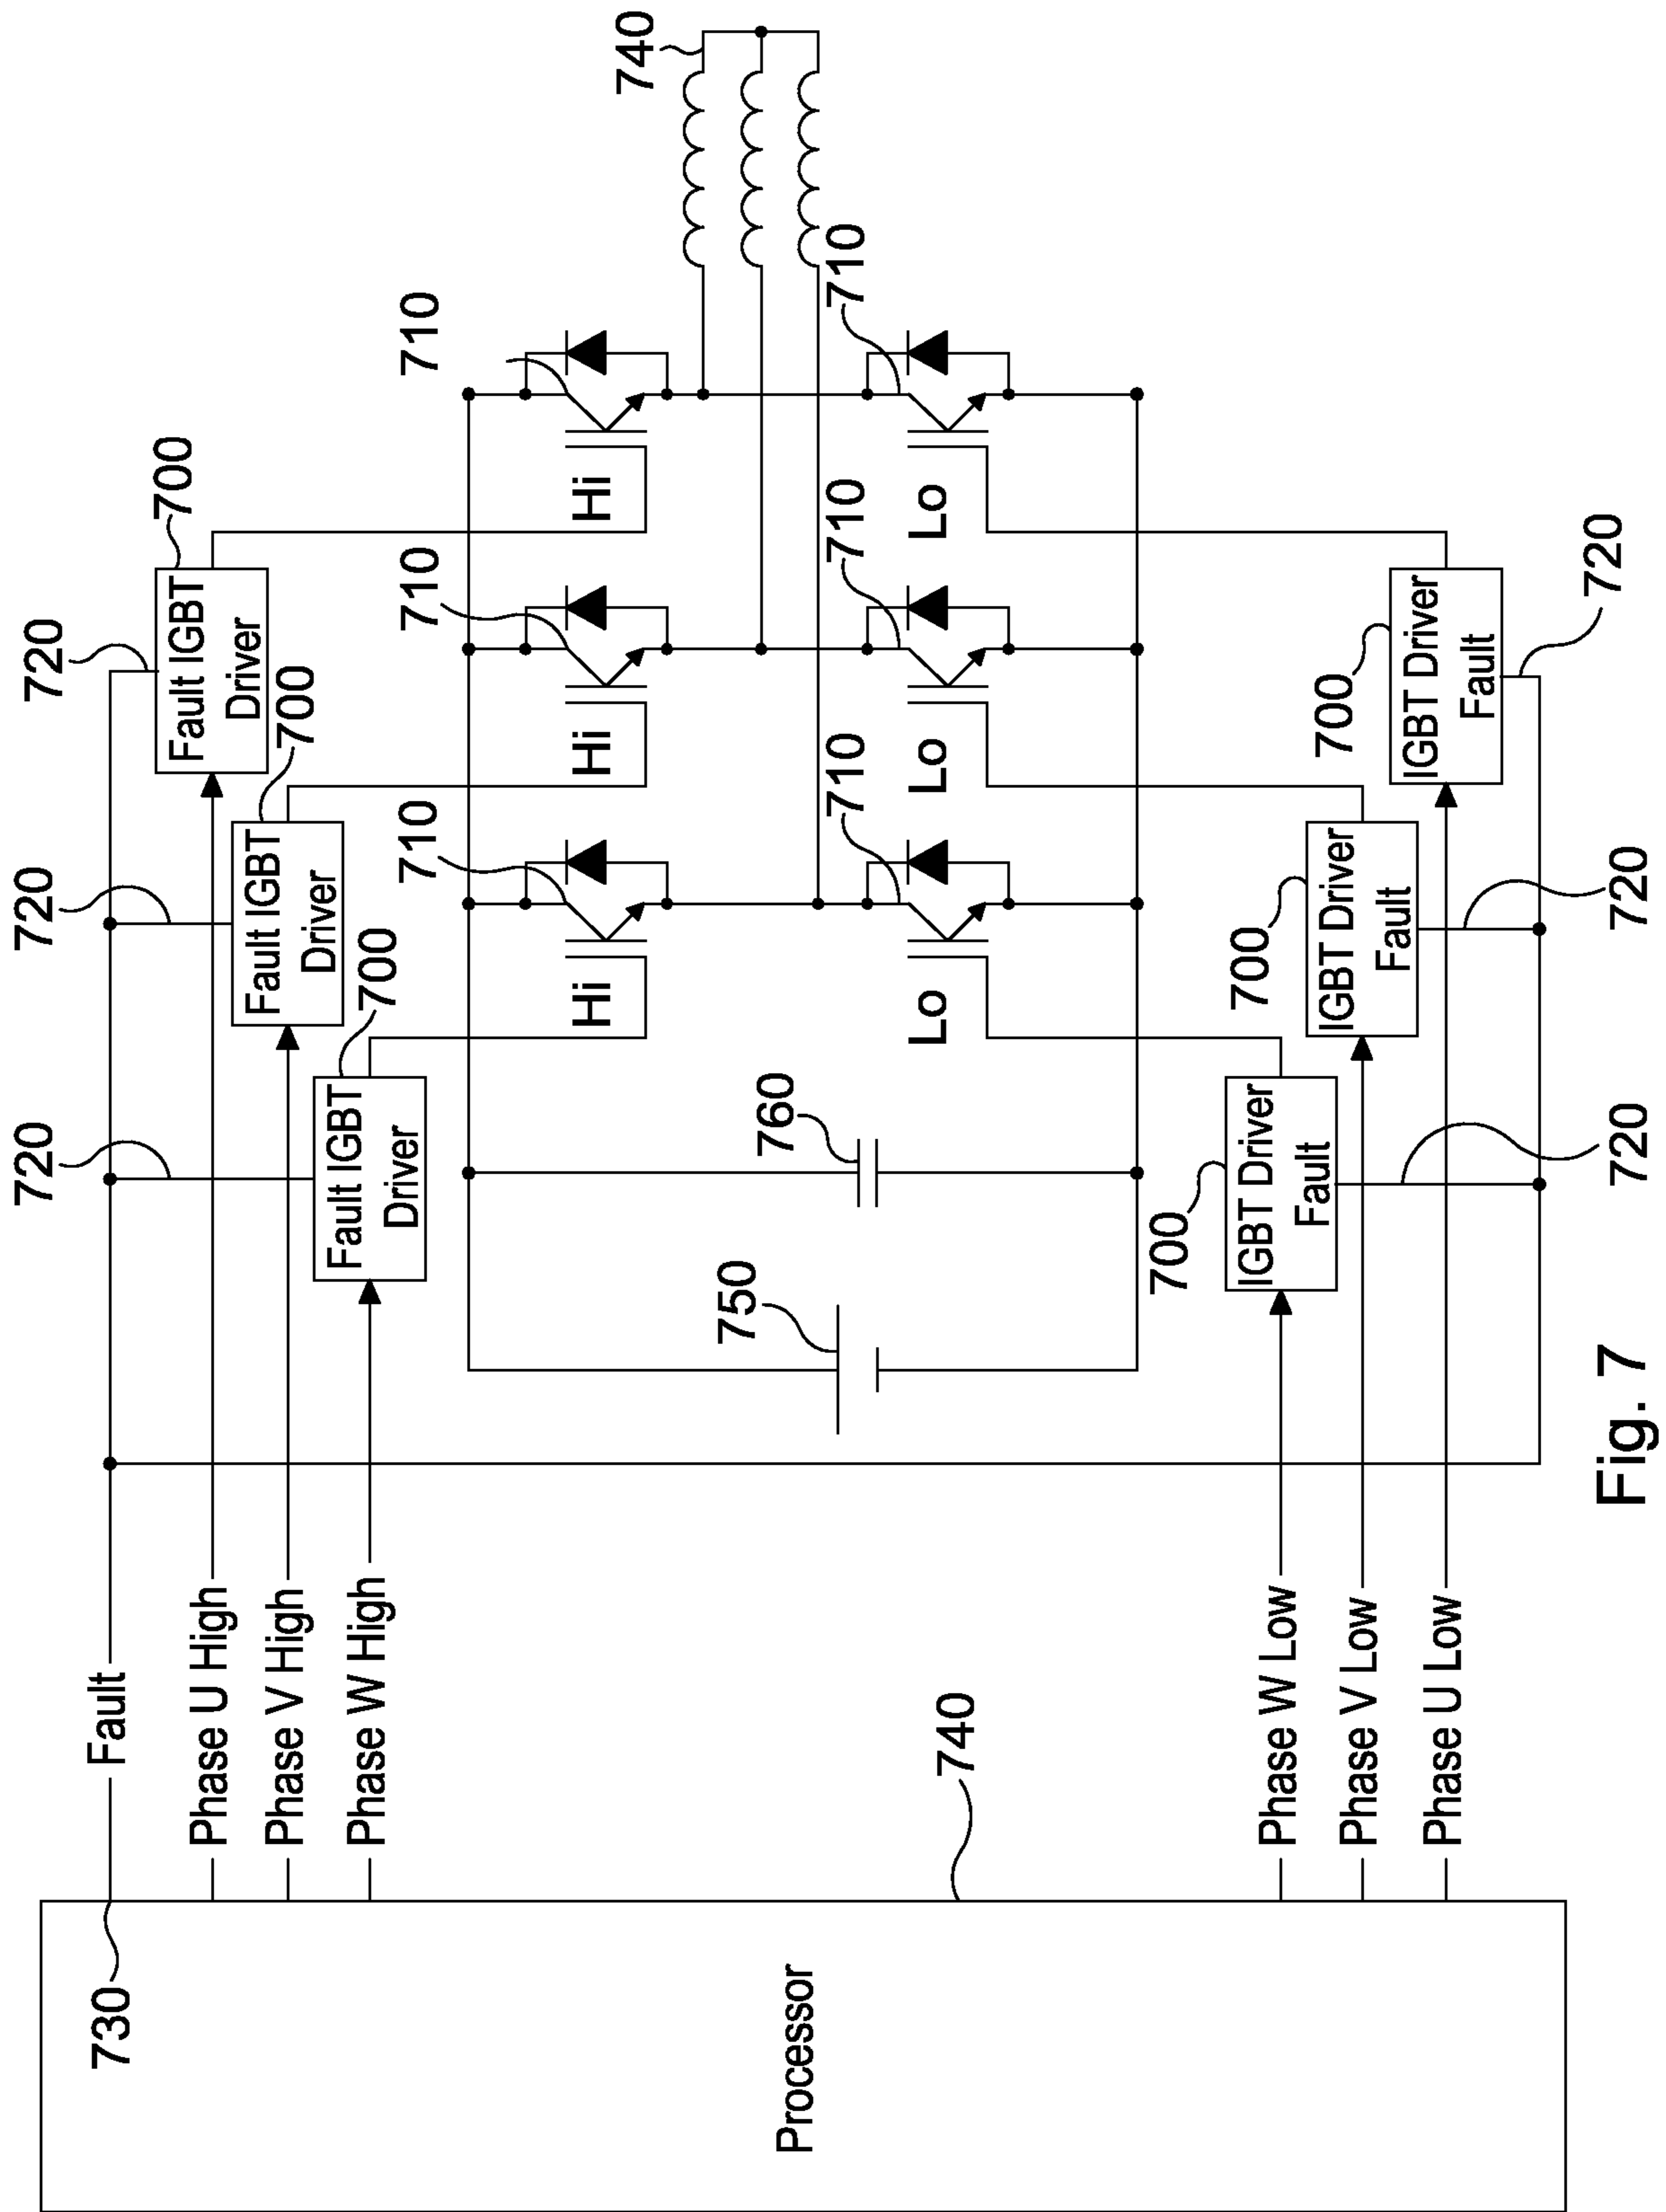 720
720
720
730
Fault
700
Phase U High
Fault IGBT
Driver
700
Phase V High
Fault IGBT
Driver
700
Phase W High
Fault IGBT
Driver
710
710
710
Hi
Hi
Hi
740
750
760
Processor
710
710
710
Lo
Lo
Lo
740
700
Phase W Low
IGBT Driver
Fault
700
Phase V Low
IGBT Driver
Fault
700
Phase U Low
IGBT Driver
Fault
720
720
720
Fig. 7